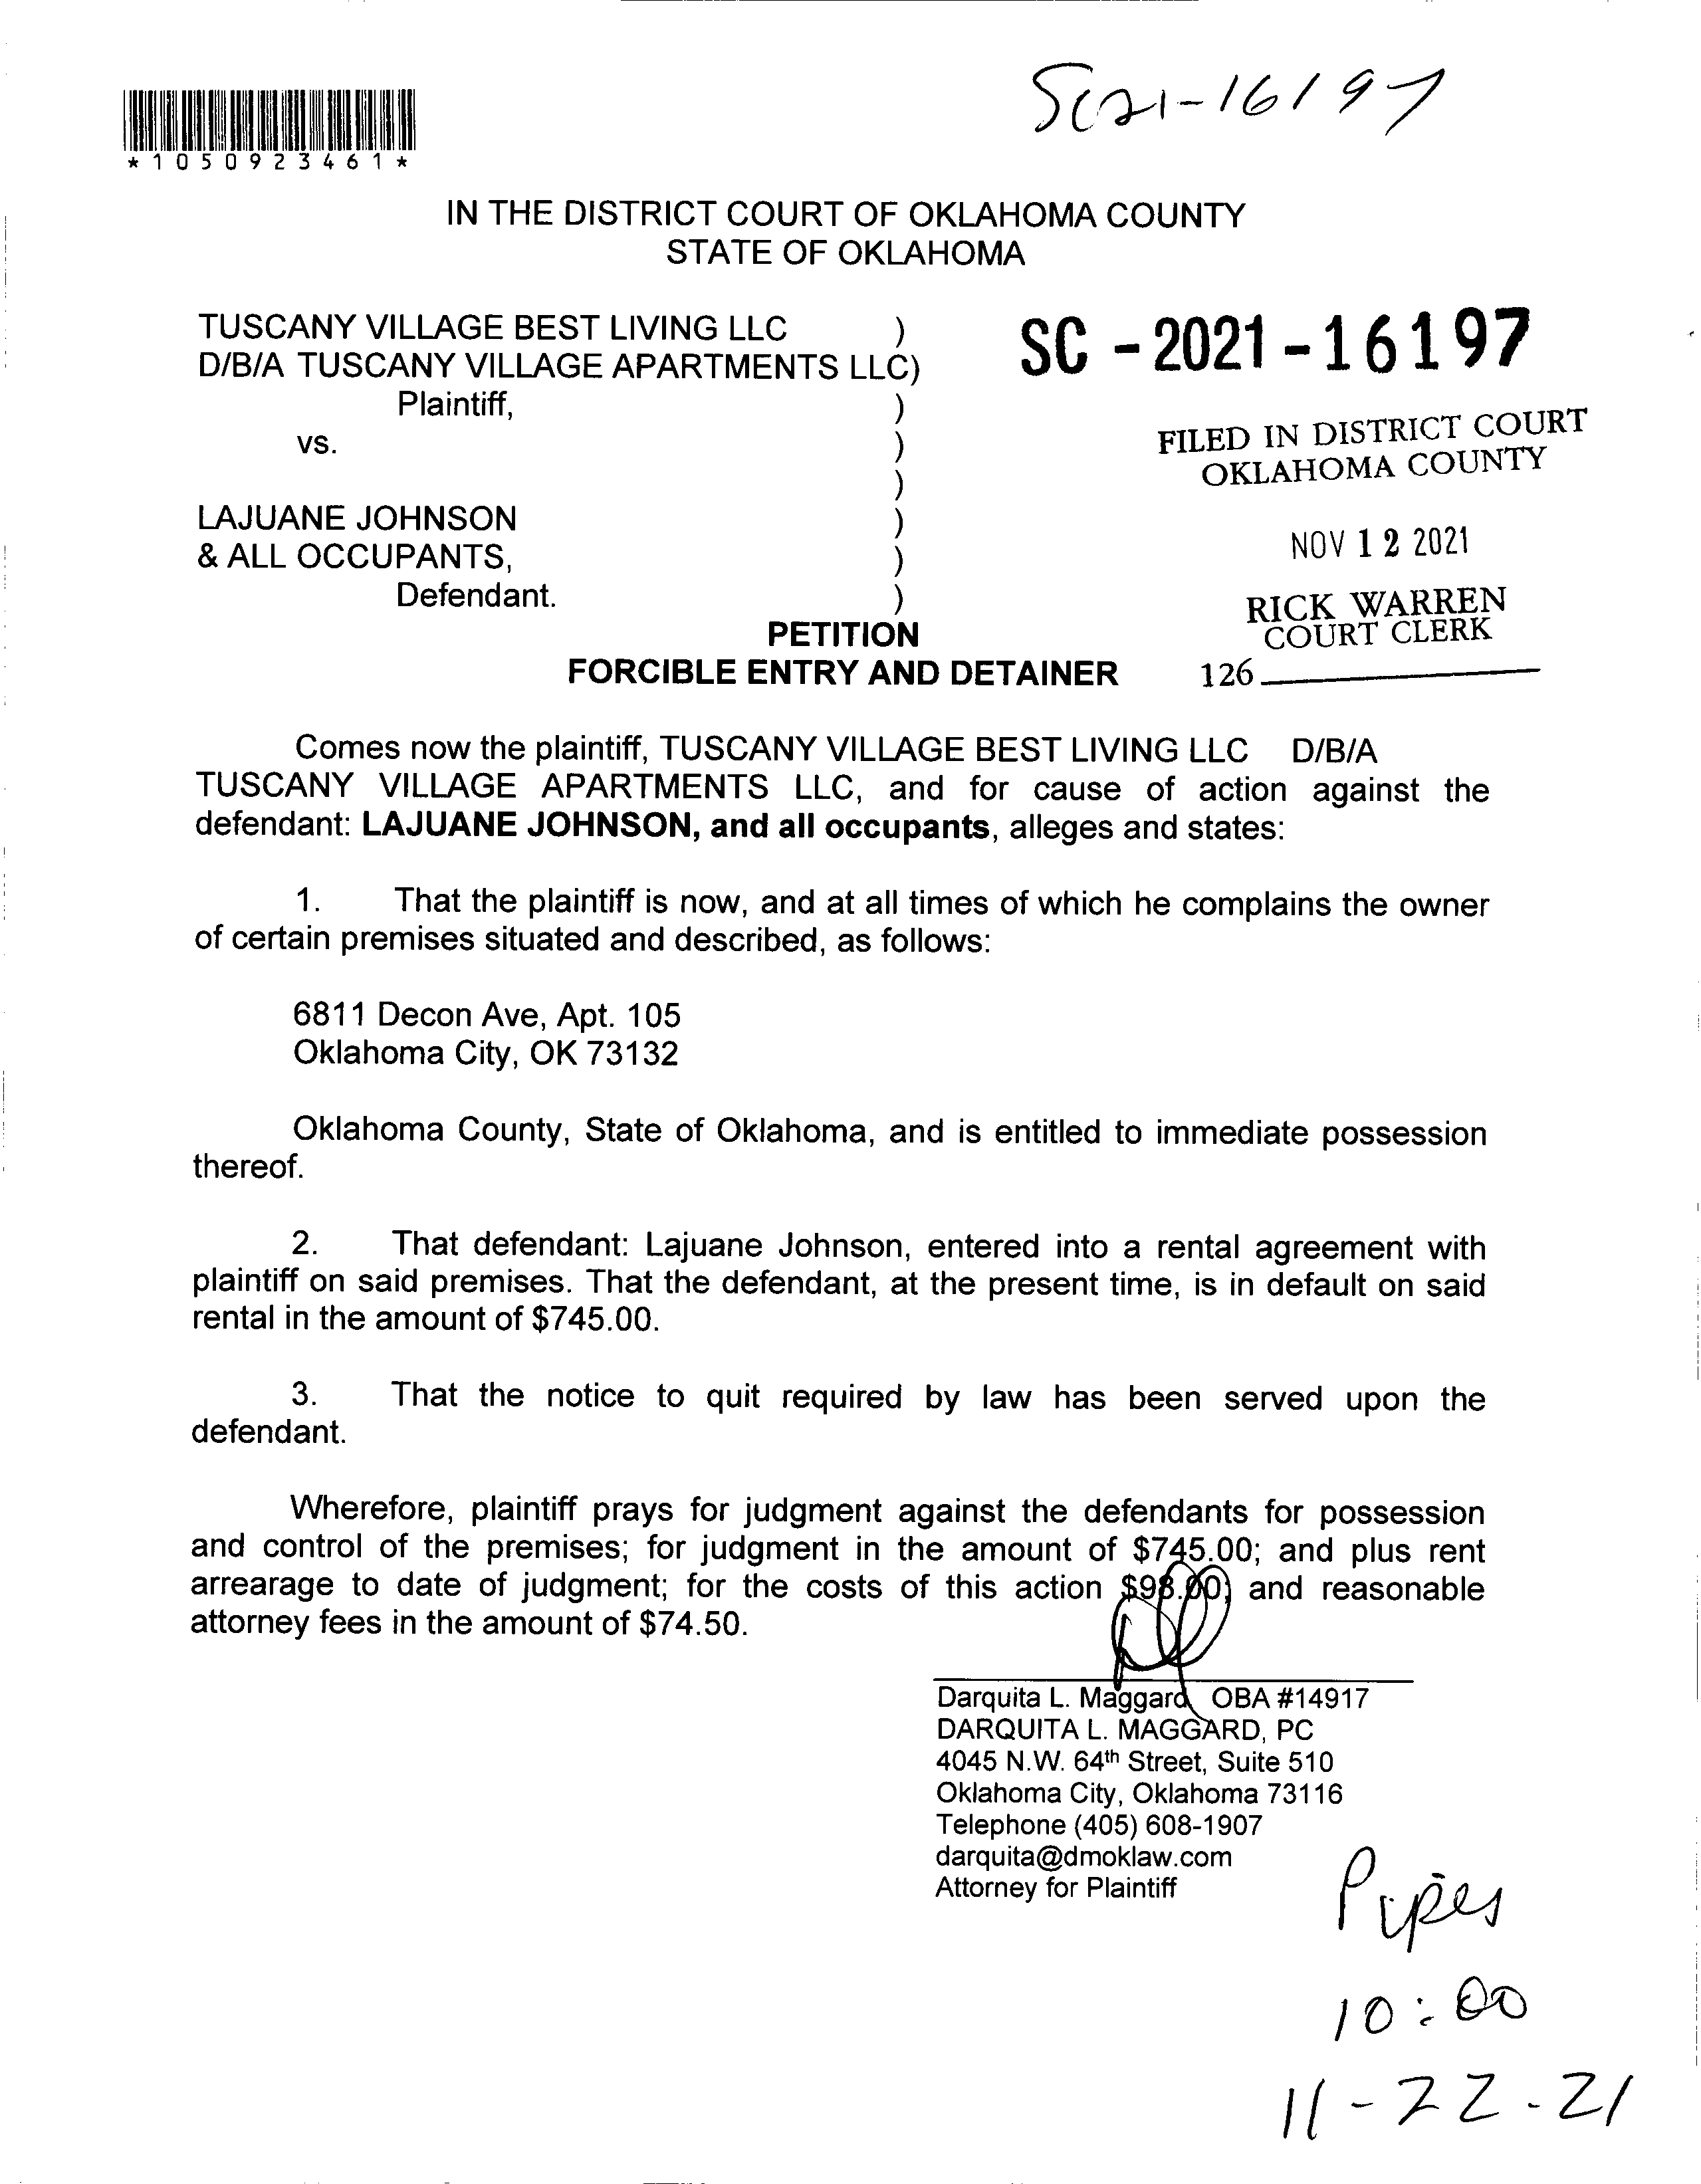 SC21-16197
*1050923461*
IN THE DISTRICT COURT OF OKLAHOMA COUNTY
STATE OF OKLAHOMA
TUSCANY VILLAGE BEST LIVING LLC )
D/B/A TUSCANY VILLAGE APARTMENTS LLC)
Plaintiff, )
vs. )
)
LAJUANE JOHNSON )
& ALL OCCUPANTS, )
Defendant. )
SC - 2021 - 16197
FILED IN DISTRICT COURT
OKLAHOMA COUNTY
NOV 12 2021
RICK WARREN
COURT CLERK
126
PETITION
FORCIBLE ENTRY AND DETAINER
Comes now the plaintiff, TUSCANY VILLAGE BEST LIVING LLC D/B/A
TUSCANY VILLAGE APARTMENTS LLC, and for cause of action against the
defendant: LAJUANE JOHNSON, and all occupants, alleges and states:
1. That the plaintiff is now, and at all times of which he complains the owner
of certain premises situated and described, as follows:
6811 Decon Ave, Apt. 105
Oklahoma City, OK 73132
Oklahoma County, State of Oklahoma, and is entitled to immediate possession
thereof.
2. That defendant: Lajuane Johnson, entered into a rental agreement with
plaintiff on said premises. That the defendant, at the present time, is in default on said
rental in the amount of $745.00.
3. That the notice to quit required by law has been served upon the
defendant.
Wherefore, plaintiff prays for judgment against the defendants for possession
and control of the premises; for judgment in the amount of $745.00; and plus rent
arrearage to date of judgment; for the costs of this action $98.00; and reasonable
attorney fees in the amount of $74.50.
Darquita L. Maggard OBA #14917
DARQUITA L. MAGGARD, PC
4045 N.W. 64th Street, Suite 510
Oklahoma City, Oklahoma 73116
Telephone (405) 608-1907
darquita@dmoklaw.com
Attorney for Plaintiff
Pipes
10:00
11-22-21